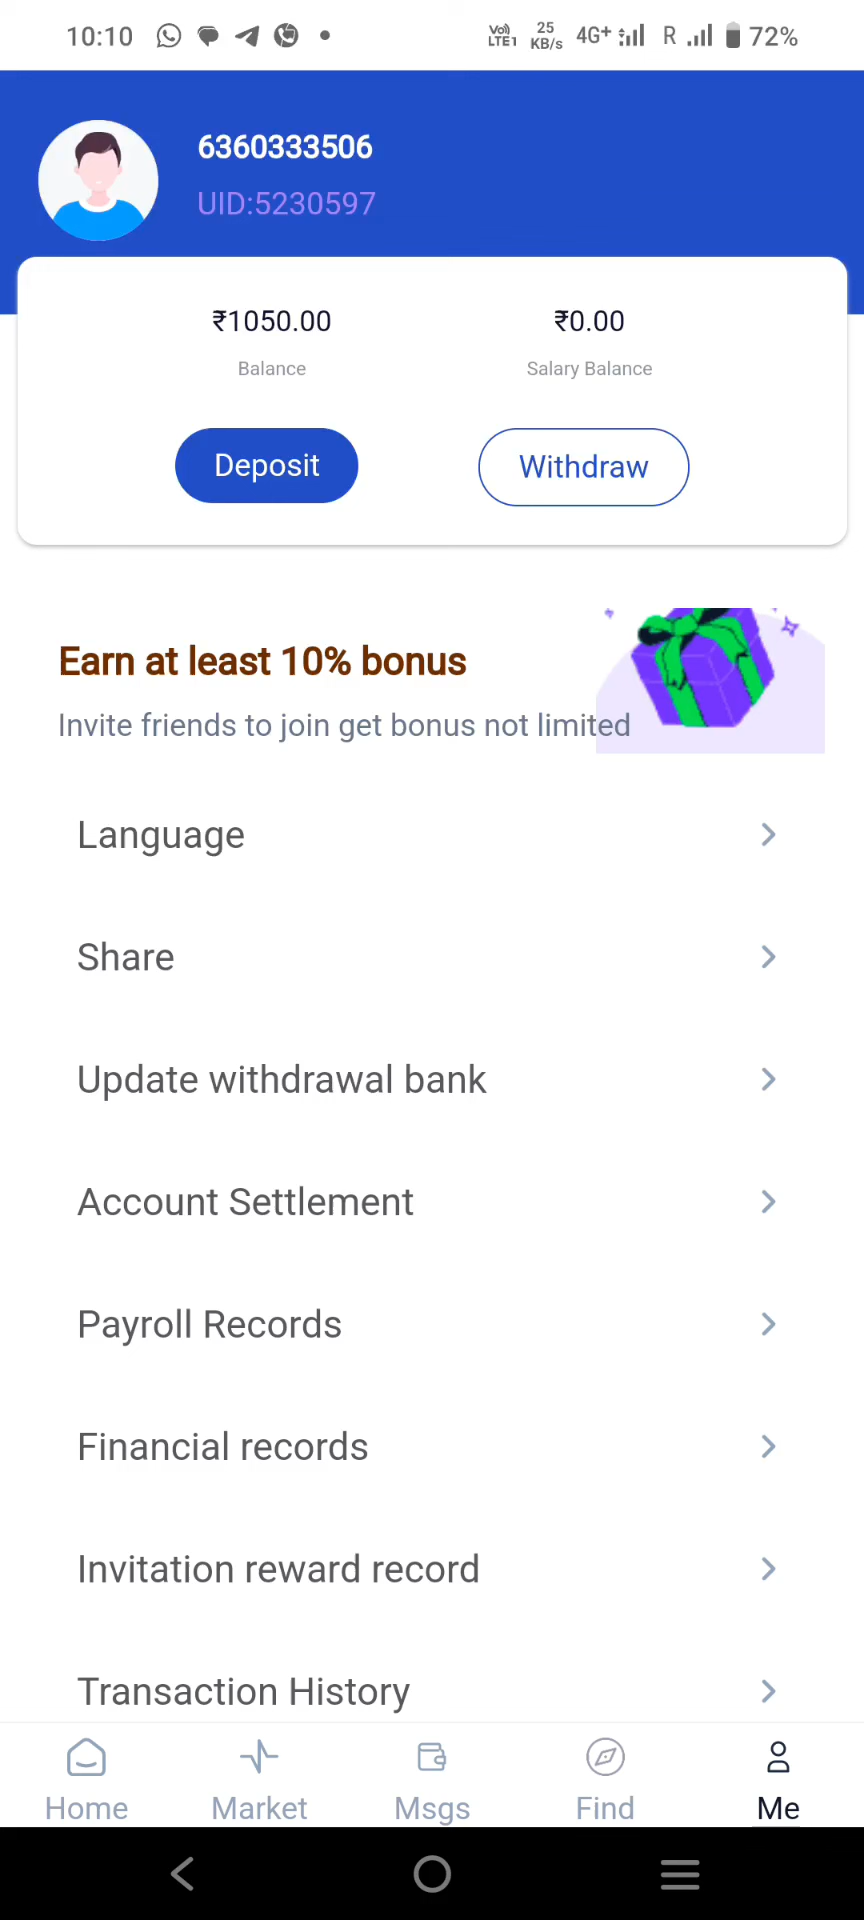 10:10 Vo) LTE1 25 KB/s 4G+ R 72%
6360333506
UID:5230597
₹1050.00 ₹0.00
Balance Salary Balance
Deposit Withdraw
Earn at least 10% bonus
Invite friends to join get bonus not limited
Language
Share
Update withdrawal bank
Account Settlement
Payroll Records
Financial records
Invitation reward record
Transaction History
Home Market Msgs Find Me